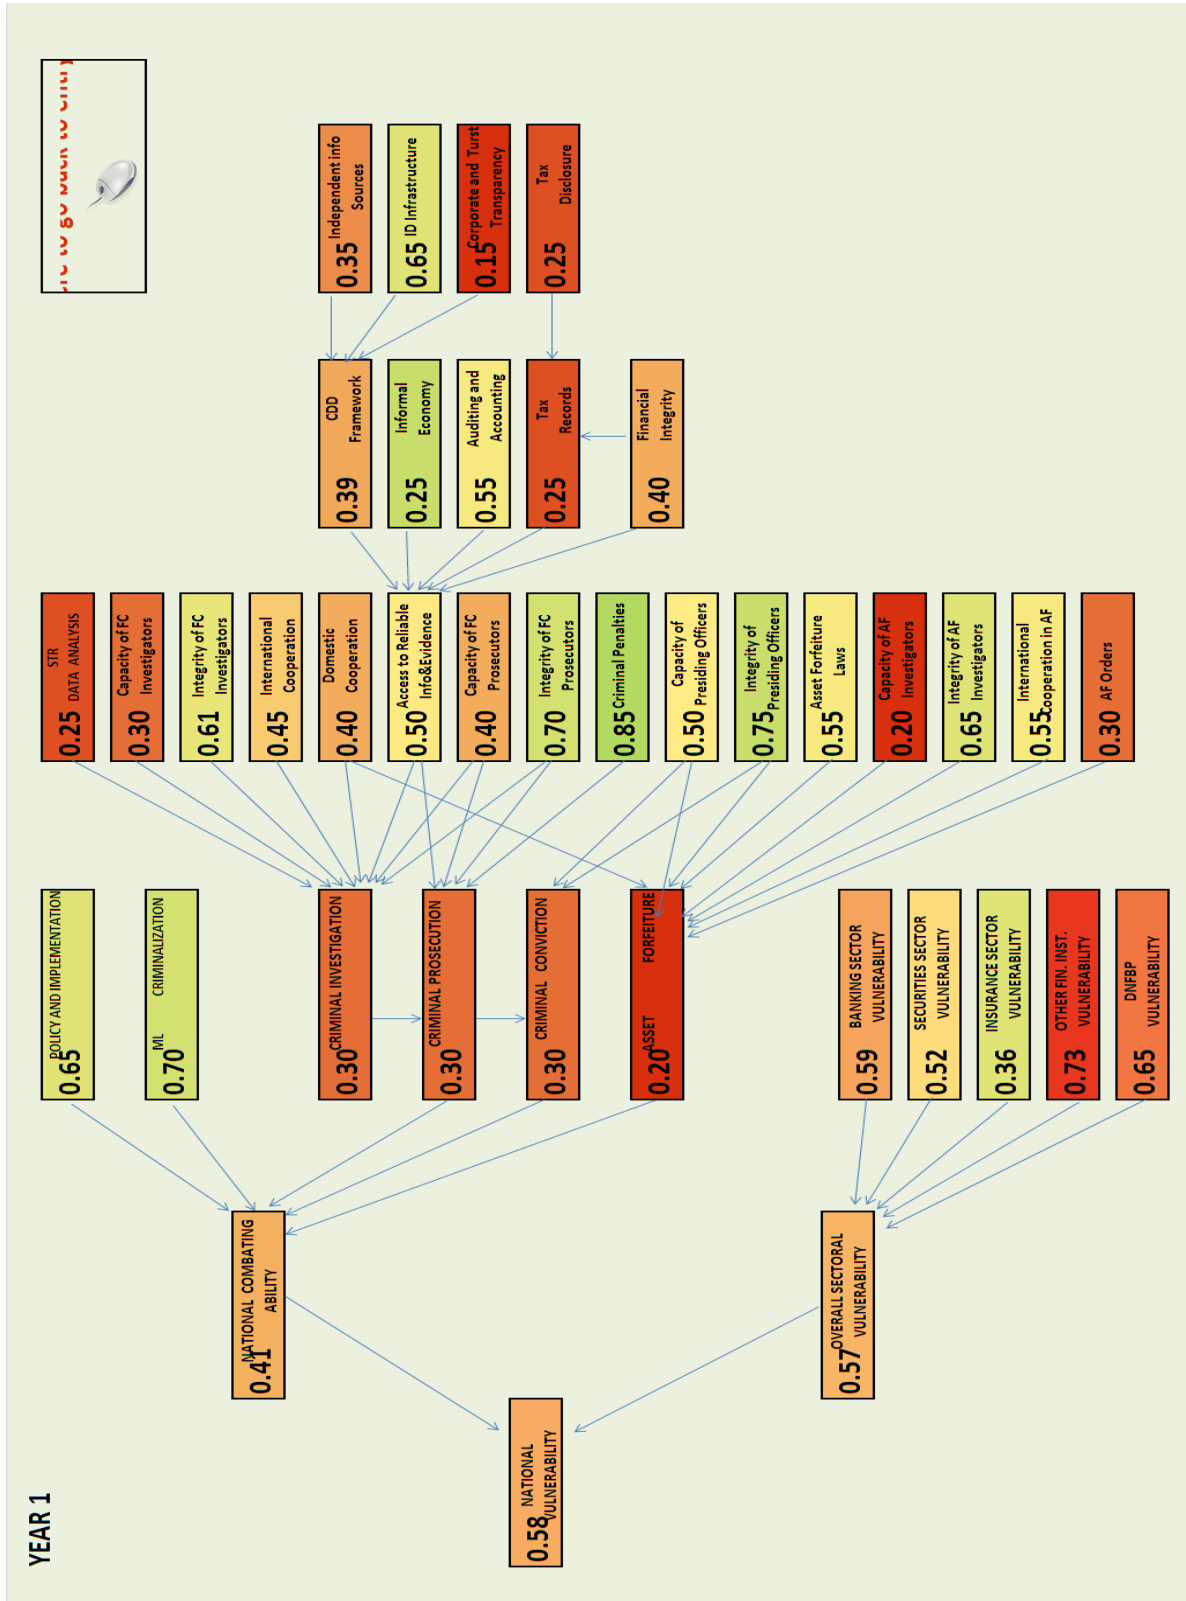 YEAR 1
0.58 NATIONAL
VULNERABILITY
0.41 NATIONAL COMBATING
ABILITY
0.57 OVERALL SECTORAL
VULNERABILITY
0.65 POLICY AND IMPLEMENTATION
0.70 ML CRIMINALIZATION
0.30 CRIMINAL INVESTIGATION
0.30 CRIMINAL PROSECUTION
0.30 CRIMINAL CONVICTION
0.20 ASSET FORFEITURE
0.59 BANKING SECTOR
VULNERABILITY
0.52 SECURITIES SECTOR
VULNERABILITY
0.36 INSURANCE SECTOR
VULNERABILITY
0.73 OTHER FIN. INST.
VULNERABILITY
0.65 DNFBP
VULNERABILITY
0.25 STR
DATA ANALYSIS
0.30 Capacity of FC
Investigators
0.61 Integrity of FC
Investigators
0.45 International
Cooperation
0.40 Domestic
Cooperation
0.50 Access to Reliable
Info&Evidence
0.40 Capacity of FC
Prosecutors
0.70 Integrity of FC
Prosecutors
0.85 Criminal Penalties
0.50 Capacity of
Presiding Officers
0.75 Integrity of
Presiding Officers
0.55 Asset Forfeiture
Laws
0.20 Capacity of AF
Investigators
0.65 Integrity of AF
Investigators
0.55 International
Cooperation in AF
0.30 AF Orders
0.39 CDD
Framework
0.25 Informal
Economy
0.55 Auditing and
Accounting
0.25 Tax
Records
0.40 Financial
Integrity
0.35 Independent info
Sources
0.65 ID Infrastructure
0.15 Corporate and Turst
Transparency
0.25 Tax
Disclosure
to go back to